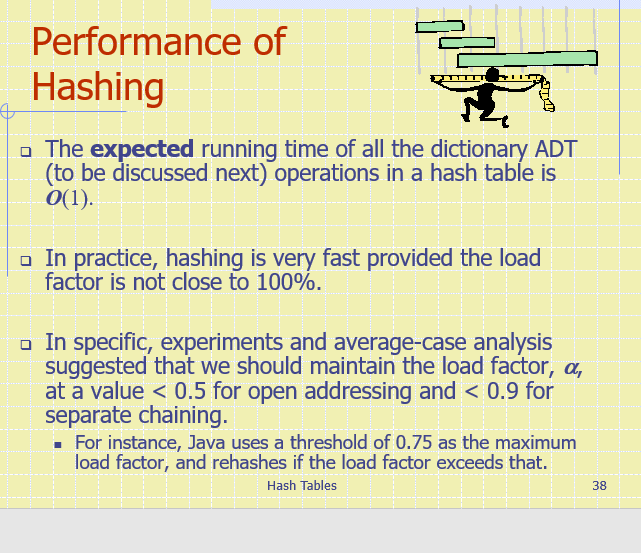 Performance of
Hashing
The expected running time of all the dictionary ADT
(to be discussed next) operations in a hash table is
O(1).
In practice, hashing is very fast provided the load
factor is not close to 100%.
In specific, experiments and average-case analysis
suggested that we should maintain the load factor, α,
at a value < 0.5 for open addressing and < 0.9 for
separate chaining.
For instance, Java uses a threshold of 0.75 as the maximum
load factor, and rehashes if the load factor exceeds that.
Hash Tables 38